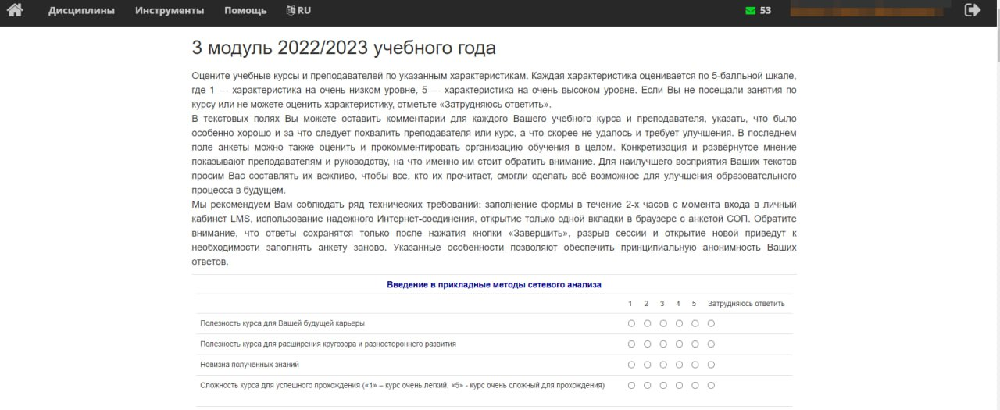 Дисциплины Инструменты Помощь RU 53
3 модуль 2022/2023 учебного года
Оцените учебные курсы и преподавателей по указанным характеристикам. Каждая характеристика оценивается по 5-балльной шкале,
где 1 — характеристика на очень низком уровне, 5 — характеристика на очень высоком уровне. Если Вы не посещали занятия по
курсу или не можете оценить характеристику, отметьте «Затрудняюсь ответить».
В текстовых полях Вы можете оставить комментарии для каждого Вашего учебного курса и преподавателя, указать, что было
особенно хорошо и за что следует похвалить преподавателя или курс, а что скорее не удалось и требует улучшения. В последнем
поле анкеты можно также оценить и прокомментировать организацию обучения в целом. Конкретизация и развёрнутое мнение
показывают преподавателям и руководству, на что именно им стоит обратить внимание. Для наилучшего восприятия Ваших текстов
просим Вас составлять их вежливо, чтобы все, кто их прочитает, смогли сделать всё возможное для улучшения образовательного
процесса в будущем.
Мы рекомендуем Вам соблюдать ряд технических требований: заполнение формы в течение 2-х часов с момента входа в личный
кабинет LMS, использование надежного Интернет-соединения, открытие только одной вкладки в браузере с анкетой СОП. Обратите
внимание, что ответы сохранятся только после нажатия кнопки «Завершить», разрыв сессии и открытие новой приведут к
необходимости заполнять анкету заново. Указанные особенности позволяют обеспечить принципиальную анонимность Ваших
ответов.
Введение в прикладные методы сетевого анализа
1 2 3 4 5 Затрудняюсь ответить
Полезность курса для Вашей будущей карьеры
Полезность курса для расширения кругозора и разностороннего развития
Новизна полученных знаний
Сложность курса для успешного прохождения («1» – курс очень легкий, «5» - курс очень сложный для прохождения)